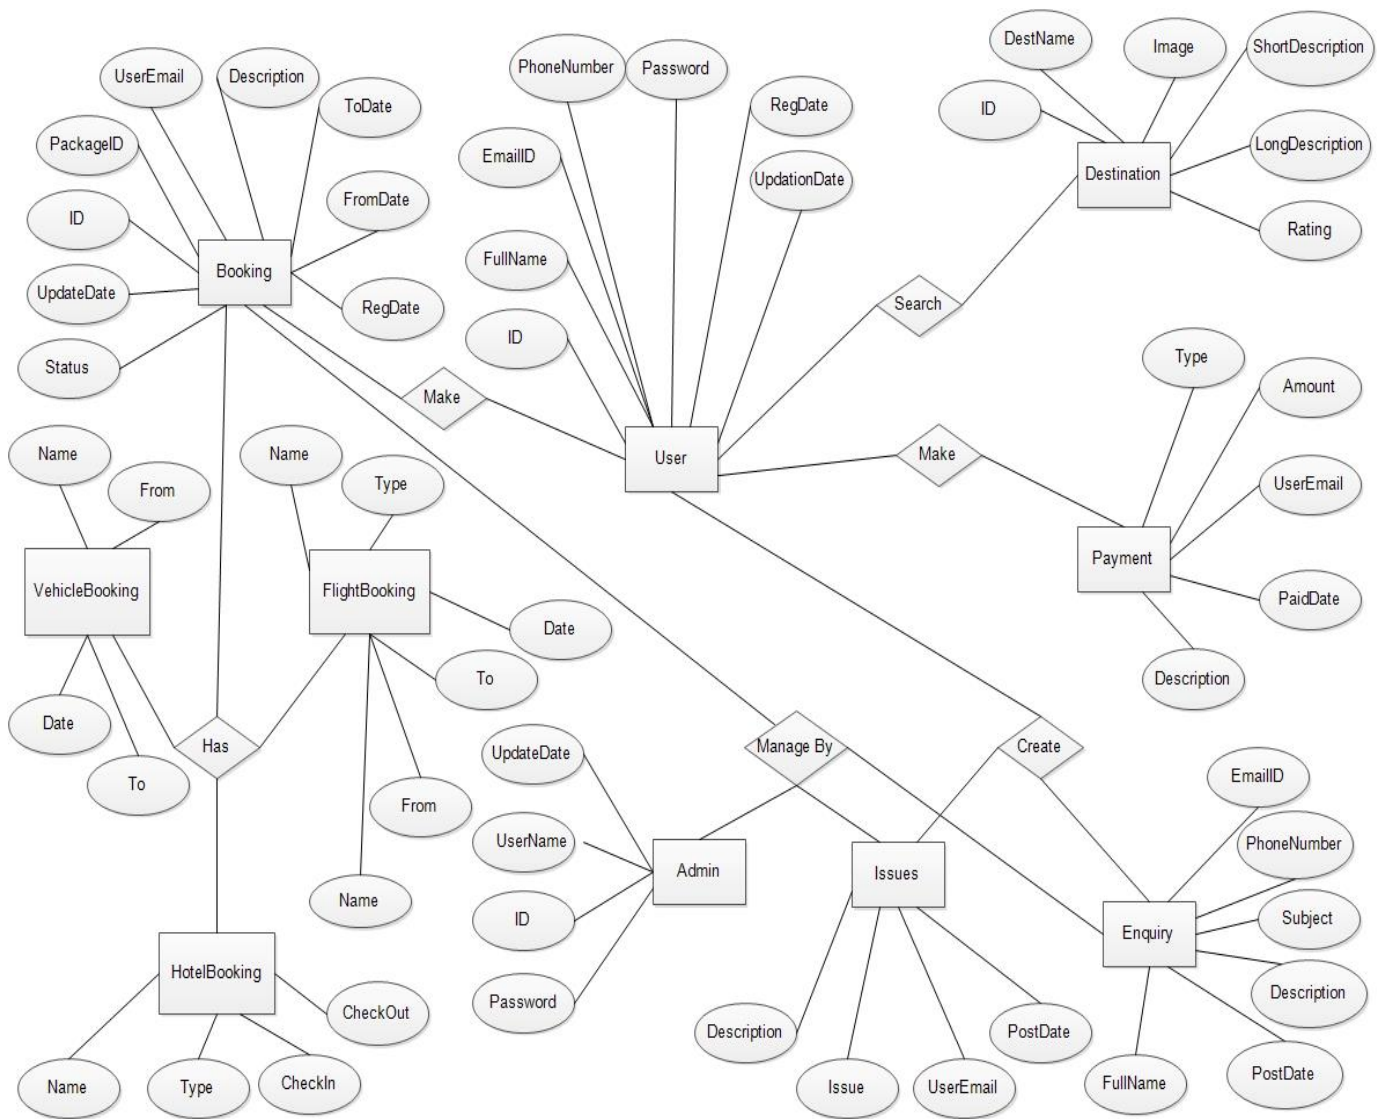 DestName
Image
ShortDescription
UserEmail
Description
PhoneNumber
Password
ToDate
RegDate
ID
PackageID
EmailID
LongDescription
Destination
UpdationDate
FromDate
ID
Rating
FullName
Booking
UpdateDate
RegDate
Search
ID
Type
Status
Amount
Make
Name
Name
User
Make
Type
From
UserEmail
Payment
VehicleBooking
FlightBooking
PaidDate
Date
To
Description
Date
Has
Manage By
Create
UpdateDate
To
EmailID
From
UserName
PhoneNumber
Admin
Issues
Name
ID
Subject
Enquiry
HotelBooking
Description
Password
CheckOut
Description
PostDate
PostDate
Name
Type
CheckIn
Issue
UserEmail
FullName